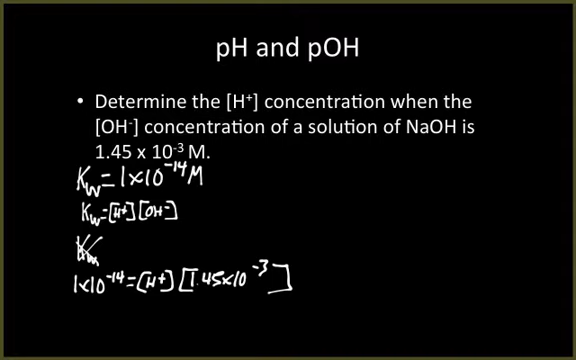 pH and pOH
• Determine the [H⁺] concentration when the
[OH⁻] concentration of a solution of NaOH is
1.45 x 10⁻³ M.
Kw=1×10⁻¹⁴M
Kw=[H+][OH⁻]
1×10⁻¹⁴=[H+][1.45×10⁻³]